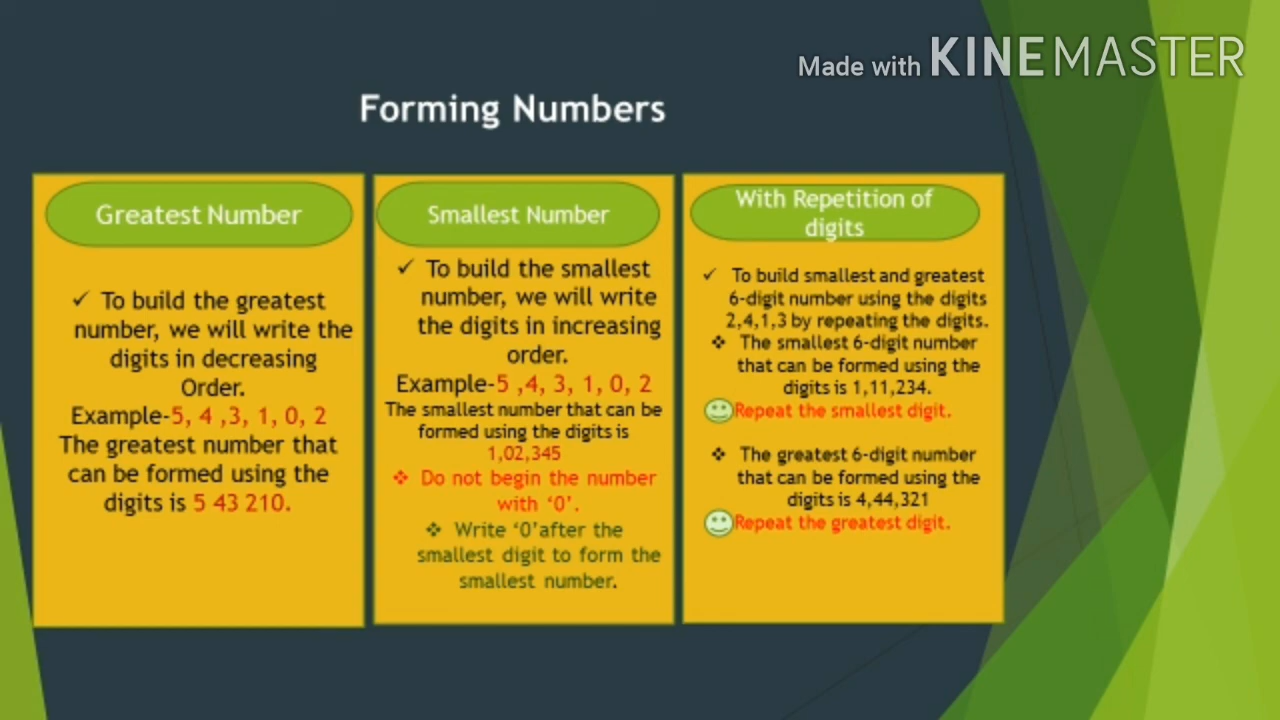 Made with KINEMASTER
Forming Numbers
Greatest Number
✓ To build the greatest
number, we will write the
digits in decreasing
Order.
Example-5, 4 ,3, 1, 0, 2
The greatest number that
can be formed using the
digits is 5 43 210.
Smallest Number
✓ To build the smallest
number, we will write
the digits in increasing
order.
Example-5 ,4, 3, 1, 0, 2
The smallest number that can be
formed using the digits is
1,02,345
❖ Do not begin the number
with ‘0’.
❖ Write ‘0’after the
smallest digit to form the
smallest number.
With Repetition of
digits
✓ To build smallest and greatest
6-digit number using the digits
2,4,1,3 by repeating the digits.
❖ The smallest 6-digit number
that can be formed using the
digits is 1,11,234.
Repeat the smallest digit.
❖ The greatest 6-digit number
that can be formed using the
digits is 4,44,321
Repeat the greatest digit.